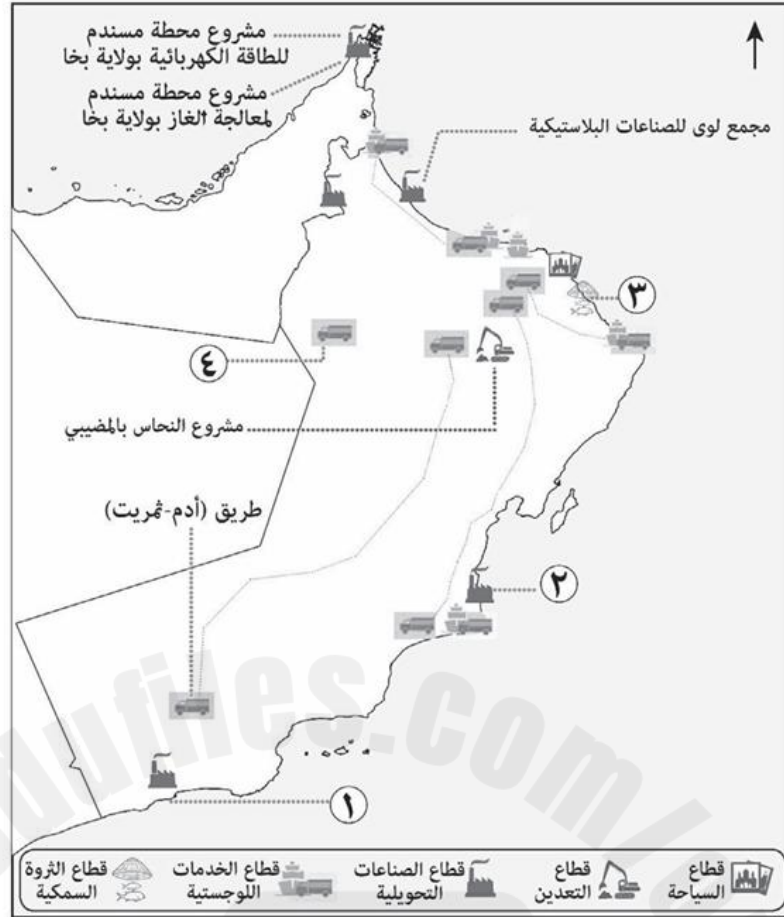 مشروع محطة مسندم
للطاقة الكهربائية بولاية بخا
مشروع محطة مسندم
لمعالجة الغاز بولاية بخا
مجمع لوى للصناعات البلاستيكية
٣
٤
مشروع النحاس بالمضيبي
طريق (أدم-ثمريت)
٢
١
قطاع
السياحة
قطاع
التعدين
قطاع الصناعات
التحويلية
قطاع الخدمات
اللوجستية
قطاع الثروة
السمكية